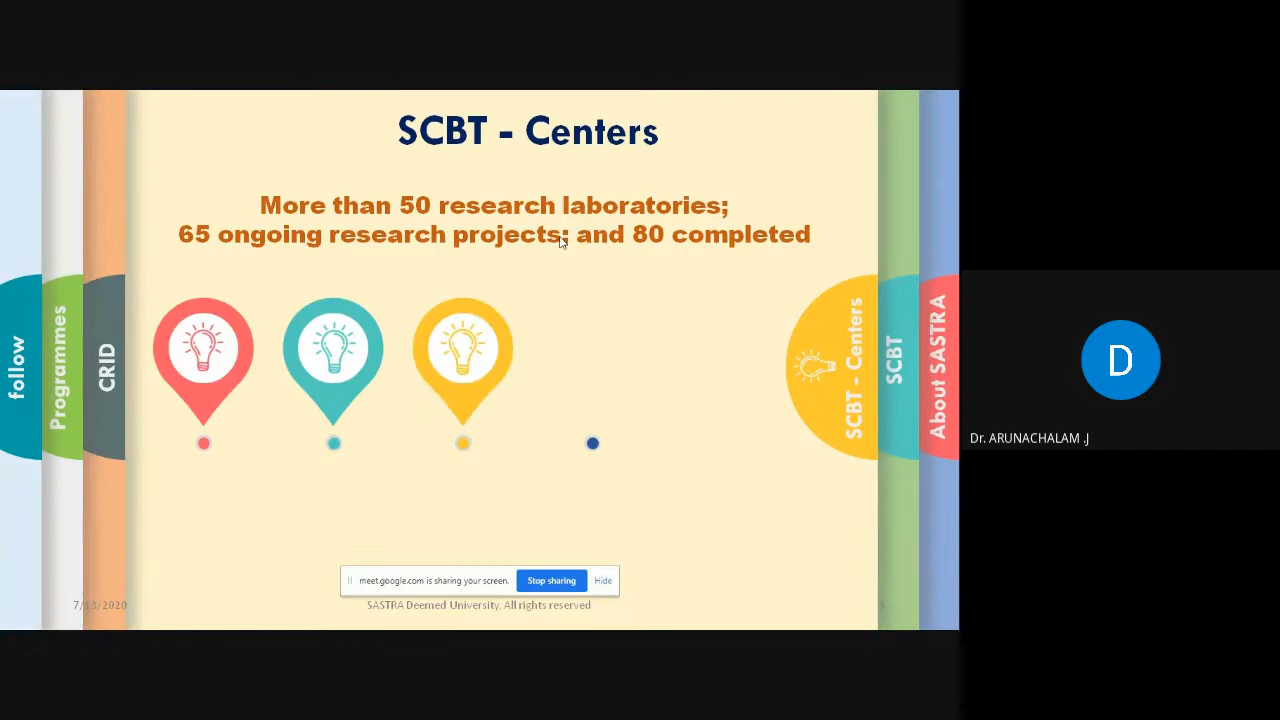 SCBT - Centers
More than 50 research laboratories;
65 ongoing research projects; and 80 completed
follow
Programmes
CRID
SCBT - Centers
SCBT
About SASTRA
meet.google.com is sharing your screen.
Stop sharing
Hide
7/13/2020
SASTRA Deemed University, All rights reserved
5
D
Dr. ARUNACHALAM .J